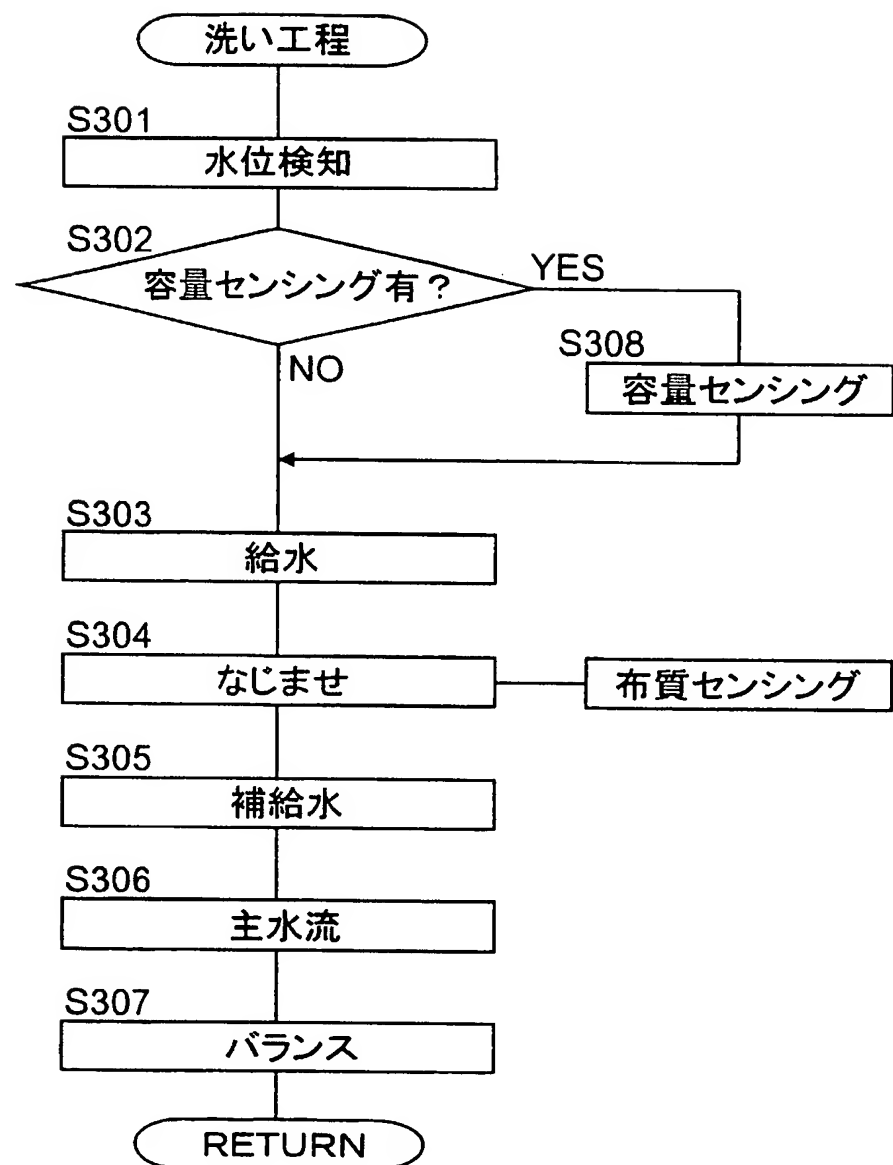 洗い工程
S301
水位検知
S302
容量センシング有?
YES
NO
S308
容量センシング
S303
給水
S304
なじませ
布質センシング
S305
補給水
S306
主水流
S307
バランス
RETURN